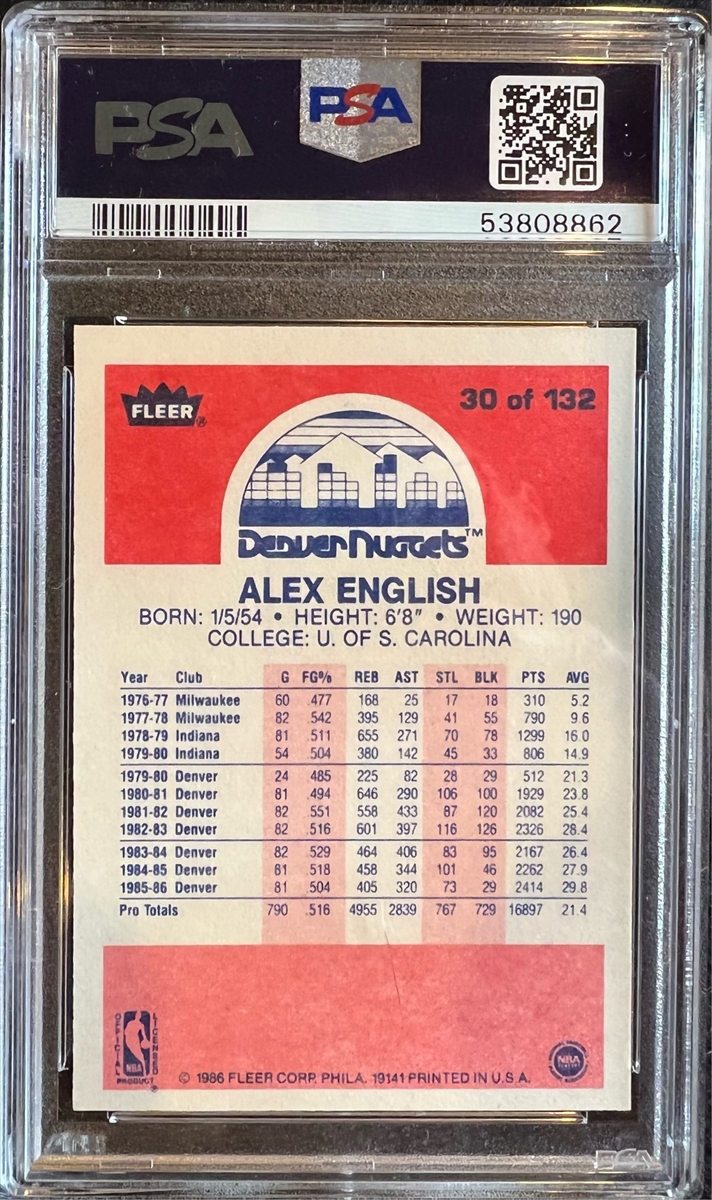 PSA PSA
53808862
FLEER® 30 of 132
Denver Nuggets™
ALEX ENGLISH
BORN: 1/5/54 • HEIGHT: 6'8" • WEIGHT: 190
COLLEGE: U. OF S. CAROLINA
Year Club G FG% REB AST STL BLK PTS AVG
1976-77 Milwaukee 60 .477 168 25 17 18 310 5.2
1977-78 Milwaukee 82 .542 395 129 41 55 790 9.6
1978-79 Indiana 81 .511 655 271 70 78 1299 16.0
1979-80 Indiana 54 .504 380 142 45 33 806 14.9
1979-80 Denver 24 .485 225 82 28 29 512 21.3
1980-81 Denver 81 .494 646 290 106 100 1929 23.8
1981-82 Denver 82 .551 558 433 87 120 2082 25.4
1982-83 Denver 82 .516 601 397 116 126 2326 28.4
1983-84 Denver 82 .529 464 406 83 95 2167 26.4
1984-85 Denver 81 .518 458 344 101 46 2262 27.9
1985-86 Denver 81 .504 405 320 73 29 2414 29.8
Pro Totals 790 .516 4955 2839 767 729 16897 21.4
OFFICIAL LICENSED
NBA
PRODUCT®
NBA
© 1986 FLEER CORP. PHILA. 19141 PRINTED IN U.S.A.
PSA